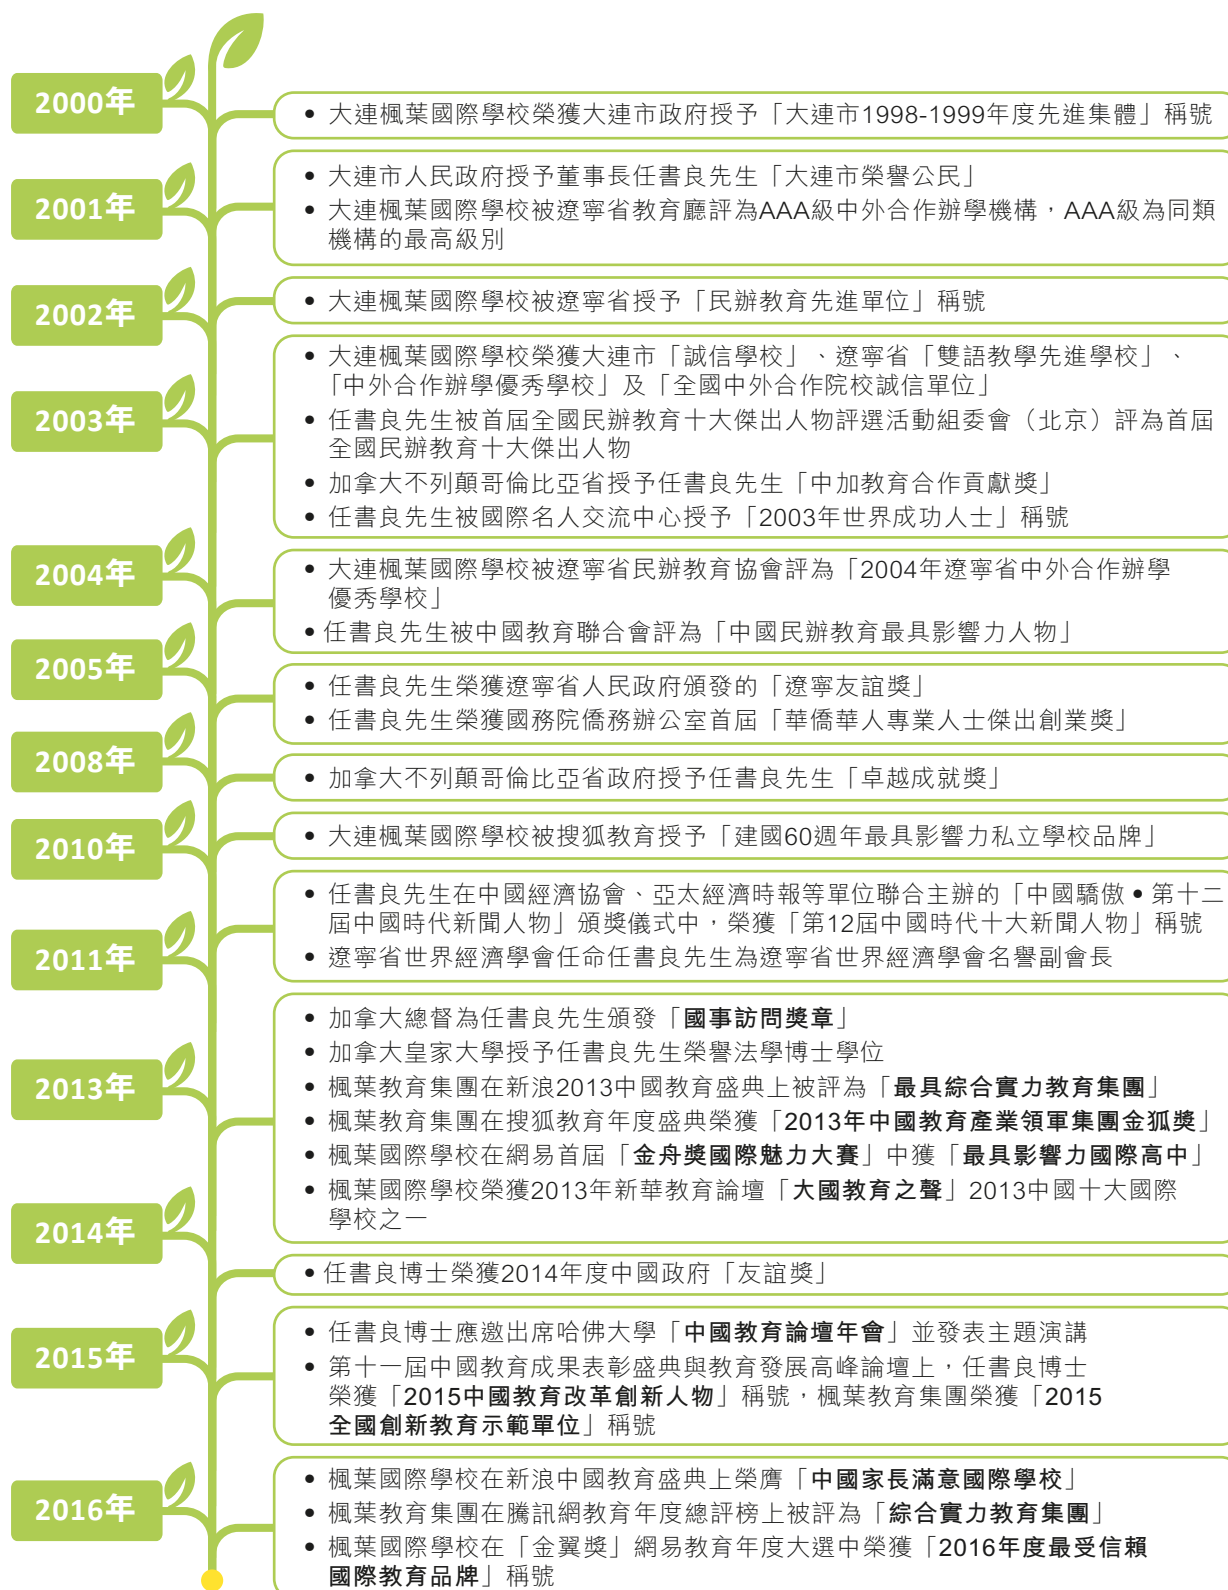 2000年
• 大連楓葉國際學校榮獲大連市政府授予「大連市1998-1999年度先進集體」稱號
2001年
• 大連市人民政府授予董事長任書良先生「大連市榮譽公民」
• 大連楓葉國際學校被遼寧省教育廳評為AAA級中外合作辦學機構，AAA級為同類
機構的最高級別
2002年
• 大連楓葉國際學校被遼寧省授予「民辦教育先進單位」稱號
2003年
• 大連楓葉國際學校榮獲大連市「誠信學校」、遼寧省「雙語教學先進學校」、
「中外合作辦學優秀學校」及「全國中外合作院校誠信單位」
• 任書良先生被首屆全國民辦教育十大傑出人物評選活動組委會（北京）評為首屆
全國民辦教育十大傑出人物
• 加拿大不列顛哥倫比亞省授予任書良先生「中加教育合作貢獻獎」
• 任書良先生被國際名人交流中心授予「2003年世界成功人士」稱號
2004年
• 大連楓葉國際學校被遼寧省民辦教育協會評為「2004年遼寧省中外合作辦學
優秀學校」
• 任書良先生被中國教育聯合會評為「中國民辦教育最具影響力人物」
2005年
• 任書良先生榮獲遼寧省人民政府頒發的「遼寧友誼獎」
• 任書良先生榮獲國務院僑務辦公室首屆「華僑華人專業人士傑出創業獎」
2008年
• 加拿大不列顛哥倫比亞省政府授予任書良先生「卓越成就獎」
2010年
• 大連楓葉國際學校被搜狐教育授予「建國60週年最具影響力私立學校品牌」
2011年
• 任書良先生在中國經濟協會、亞太經濟時報等單位聯合主辦的「中國驕傲•第十二
屆中國時代新聞人物」頒獎儀式中，榮獲「第12屆中國時代十大新聞人物」稱號
• 遼寧省世界經濟學會任命任書良先生為遼寧省世界經濟學會名譽副會長
2013年
• 加拿大總督為任書良先生頒發「國事訪問獎章」
• 加拿大皇家大學授予任書良先生榮譽法學博士學位
• 楓葉教育集團在新浪2013中國教育盛典上被評為「最具綜合實力教育集團」
• 楓葉教育集團在搜狐教育年度盛典榮獲「2013年中國教育產業領軍集團金狐獎」
• 楓葉國際學校在網易首屆「金舟獎國際魅力大賽」中獲「最具影響力國際高中」
• 楓葉國際學校榮獲2013年新華教育論壇「大國教育之聲」2013中國十大國際
學校之一
2014年
• 任書良博士榮獲2014年度中國政府「友誼獎」
2015年
• 任書良博士應邀出席哈佛大學「中國教育論壇年會」並發表主題演講
• 第十一屆中國教育成果表彰盛典與教育發展高峰論壇上，任書良博士
榮獲「2015中國教育改革創新人物」稱號，楓葉教育集團榮獲「2015
全國創新教育示範單位」稱號
2016年
• 楓葉國際學校在新浪中國教育盛典上榮膺「中國家長滿意國際學校」
• 楓葉教育集團在騰訊網教育年度總評榜上被評為「綜合實力教育集團」
• 楓葉國際學校在「金翼獎」網易教育年度大選中榮獲「2016年度最受信賴
國際教育品牌」稱號